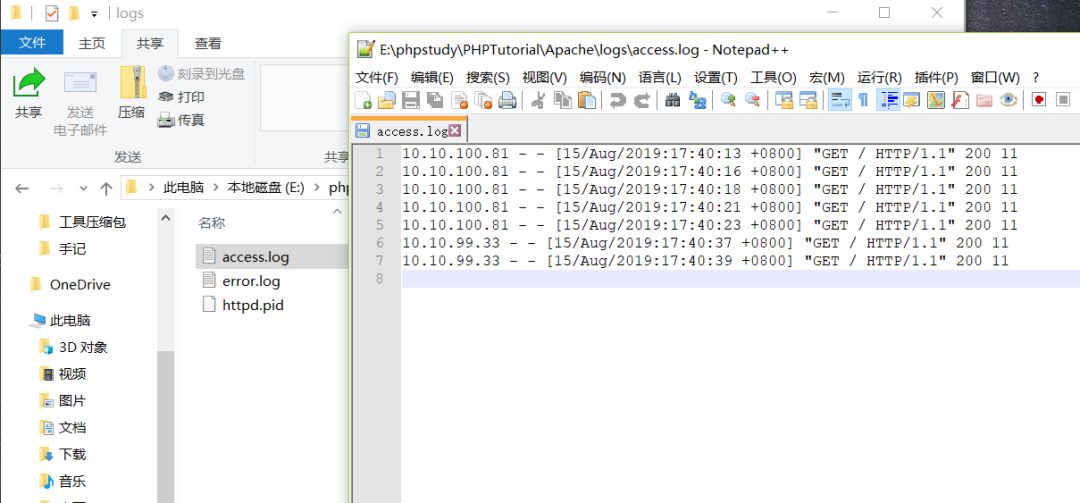 logs
文件 主页 共享 查看
共享
发送
电子邮件
压缩
刻录到光盘
打印
传真
发送
共享
此电脑 本地磁盘 (E:) php
工具压缩包
手记
OneDrive
此电脑
3D 对象
视频
图片
文档
下载
音乐
名称
access.log
error.log
httpd.pid
E:\phpstudy\PHPTutorial\Apache\logs\access.log - Notepad++
文件(F) 编辑(E) 搜索(S) 视图(V) 编码(N) 语言(L) 设置(T) 工具(O) 宏(M) 运行(R) 插件(P) 窗口(W) ?
access.log
1 10.10.100.81 - - [15/Aug/2019:17:40:13 +0800] "GET / HTTP/1.1" 200 11
2 10.10.100.81 - - [15/Aug/2019:17:40:16 +0800] "GET / HTTP/1.1" 200 11
3 10.10.100.81 - - [15/Aug/2019:17:40:18 +0800] "GET / HTTP/1.1" 200 11
4 10.10.100.81 - - [15/Aug/2019:17:40:21 +0800] "GET / HTTP/1.1" 200 11
5 10.10.100.81 - - [15/Aug/2019:17:40:23 +0800] "GET / HTTP/1.1" 200 11
6 10.10.99.33 - - [15/Aug/2019:17:40:37 +0800] "GET / HTTP/1.1" 200 11
7 10.10.99.33 - - [15/Aug/2019:17:40:39 +0800] "GET / HTTP/1.1" 200 11
8